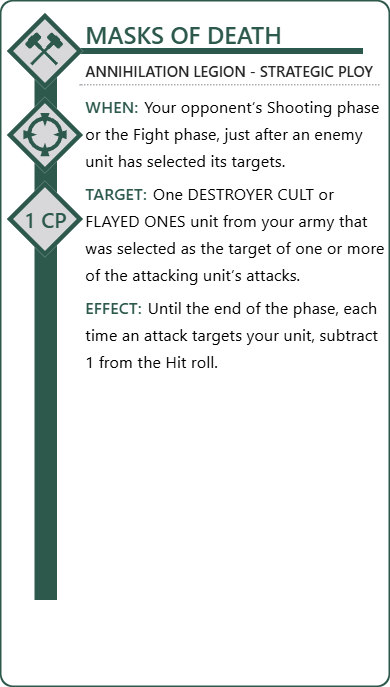 MASKS OF DEATH
ANNIHILATION LEGION - STRATEGIC PLOY
WHEN: Your opponent’s Shooting phase
or the Fight phase, just after an enemy
unit has selected its targets.
1 CP
TARGET: One DESTROYER CULT or
FLAYED ONES unit from your army that
was selected as the target of one or more
of the attacking unit’s attacks.
EFFECT: Until the end of the phase, each
time an attack targets your unit, subtract
1 from the Hit roll.